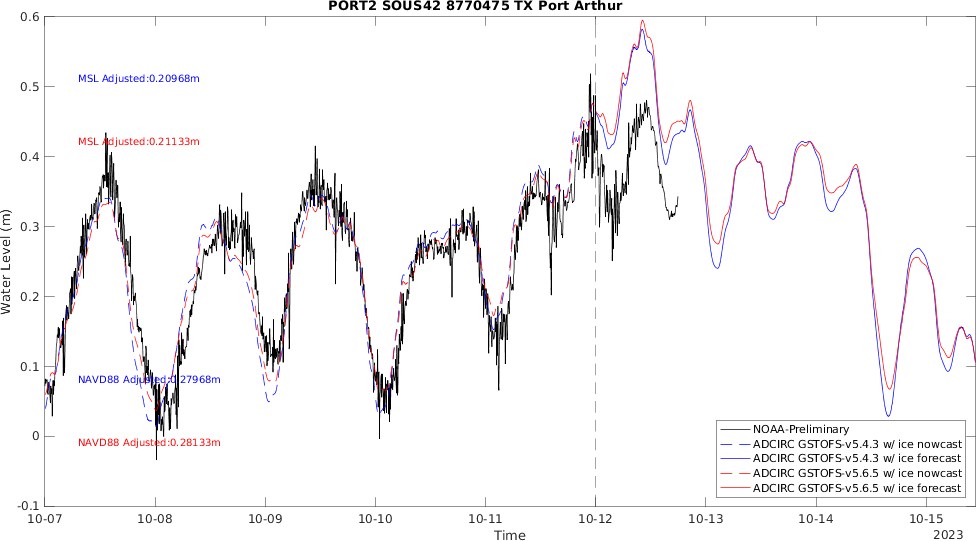 PORT2 SOUS42 8770475 TX Port Arthur
0.6
0.5
0.4
0.3
0.2
0.1
0
-0.1
Water Level (m)
MSL Adjusted:0.20968m
MSL Adjusted:0.21133m
NAVD88 Adjusted:0.27968m
NAVD88 Adjusted:0.28133m
NOAA-Preliminary
ADCIRC GSTOFS-v5.4.3 w/ ice nowcast
ADCIRC GSTOFS-v5.4.3 w/ ice forecast
ADCIRC GSTOFS-v5.6.5 w/ ice nowcast
ADCIRC GSTOFS-v5.6.5 w/ ice forecast
10-07 10-08 10-09 10-10 10-11 10-12 10-13 10-14 10-15
Time
2023